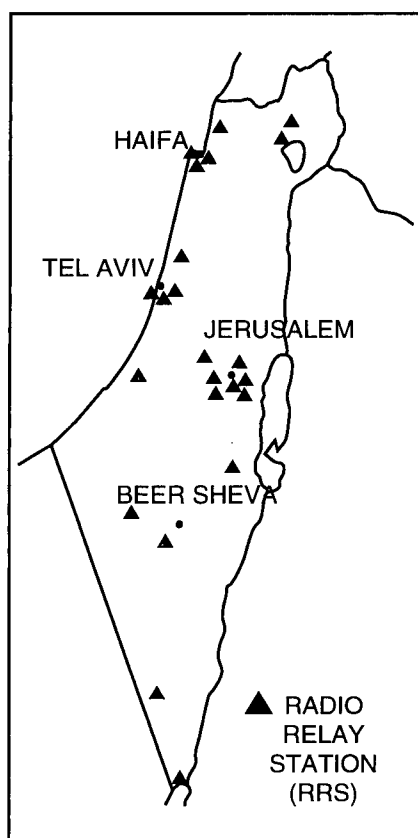 HAIFA
TEL AVIV
JERUSALEM
BEER SHEVA
RADIO
RELAY
STATION
(RRS)